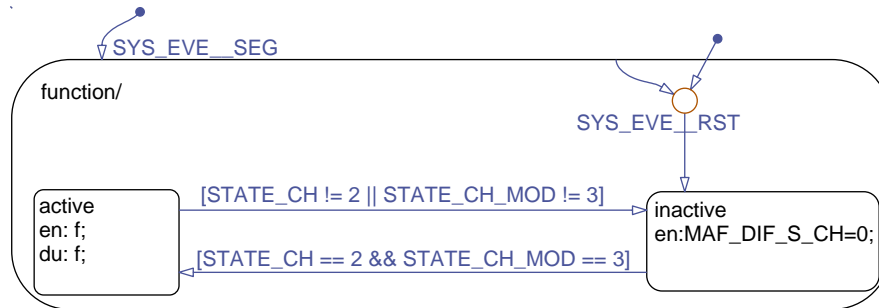 SYS_EVE__SEG
function/
SYS_EVE__RST
[STATE_CH != 2 || STATE_CH_MOD != 3]
active
en: f;
du: f;
inactive
en:MAF_DIF_S_CH=0;
[STATE_CH == 2 && STATE_CH_MOD == 3]